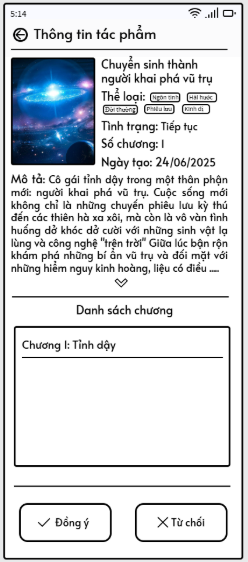 5:14
Thông tin tác phẩm
Chuyển sinh thành
người khai phá vũ trụ
Thể loại: Ngôn tình Hài hước
Đời thường Phiêu lưu Kinh dị
Tình trạng: Tiếp tục
Số chương: 1
Ngày tạo: 24/06/2025
Mô tả: Cô gái tỉnh dậy trong một thân phận
mới: người khai phá vũ trụ. Cuộc sống mới
không chỉ là những chuyến phiêu lưu kỳ thú
đến các thiên hà xa xôi, mà còn là vô vàn tình
huống dở khóc dở cười với những sinh vật lạ
lùng và công nghệ "trên trời" Giữa lúc bận rộn
khám phá những bí ẩn vũ trụ và đối mặt với
những hiểm nguy kinh hoàng, liệu có điều .....
Danh sách chương
Chương 1: Tỉnh dậy
Đồng ý
Từ chối